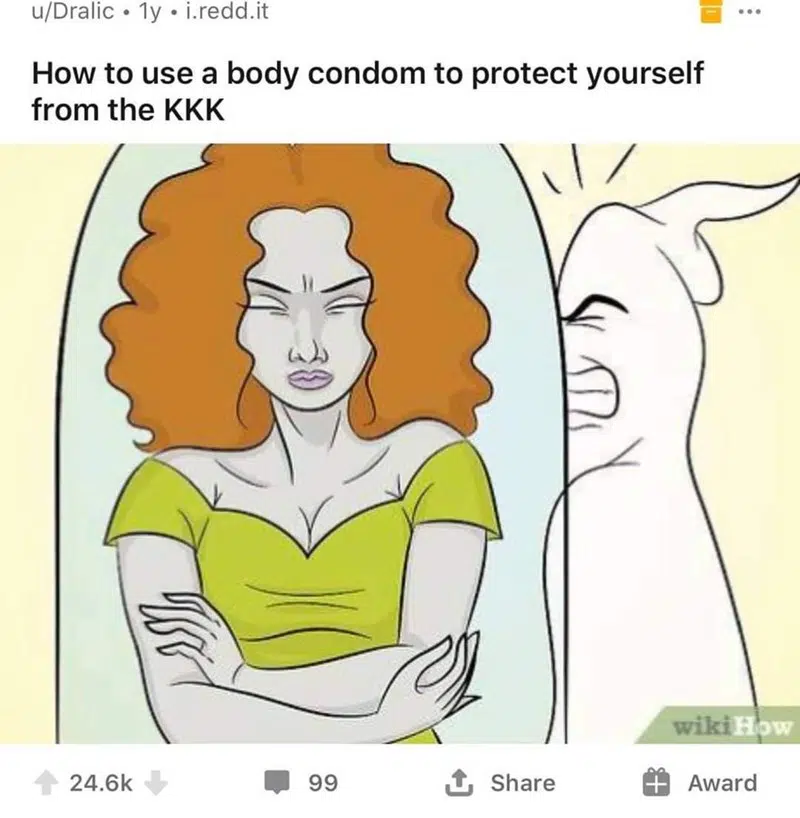 u/Dralic • 1y • i.redd.it
How to use a body condom to protect yourself
from the KKK
wikiHow
24.6k
99
Share
Award